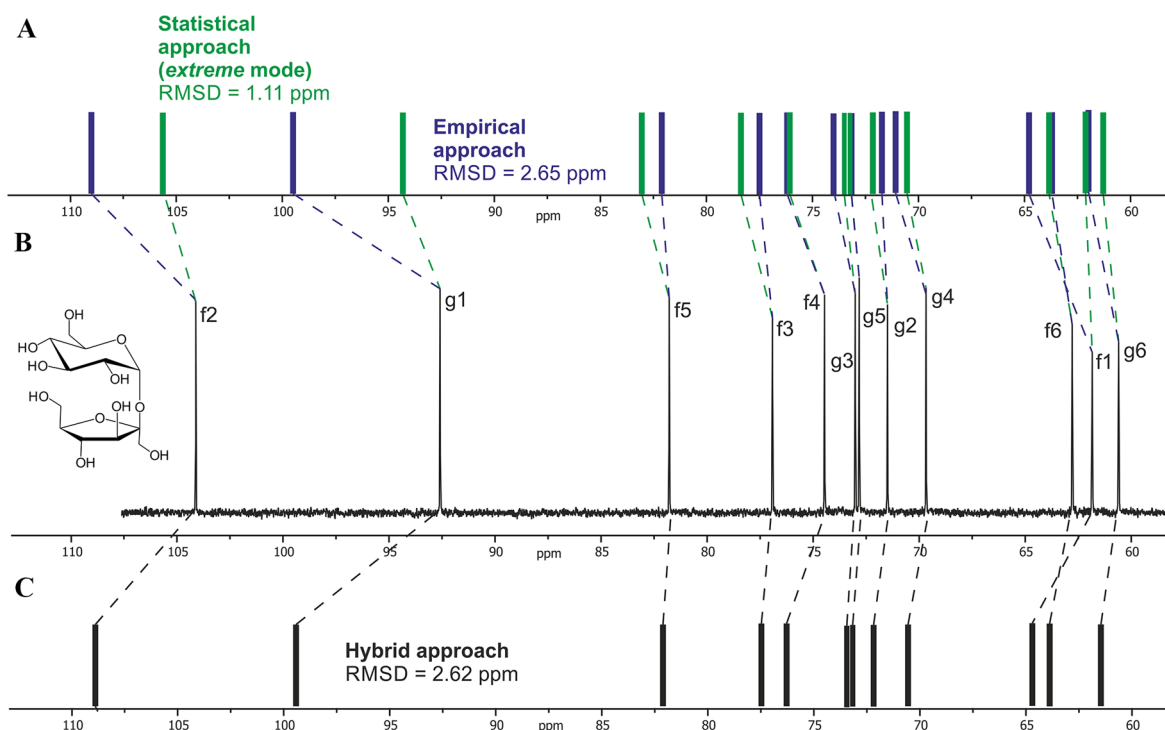 A
Statistical
approach
(extreme mode)
RMSD = 1.11 ppm
Empirical
approach
RMSD = 2.65 ppm
110 105 100 95 90 ppm 85 80 75 70 65 60
B
f2 g1 f5 f3 f4 g3 g5 g2 g4 f6 f1 g6
OH
HO
O
HO
OH
O
HO
OH
O
OH
OH
110 105 100 95 90 ppm 85 80 75 70 65 60
C
Hybrid approach
RMSD = 2.62 ppm
110 105 100 95 90 ppm 85 80 75 70 65 60